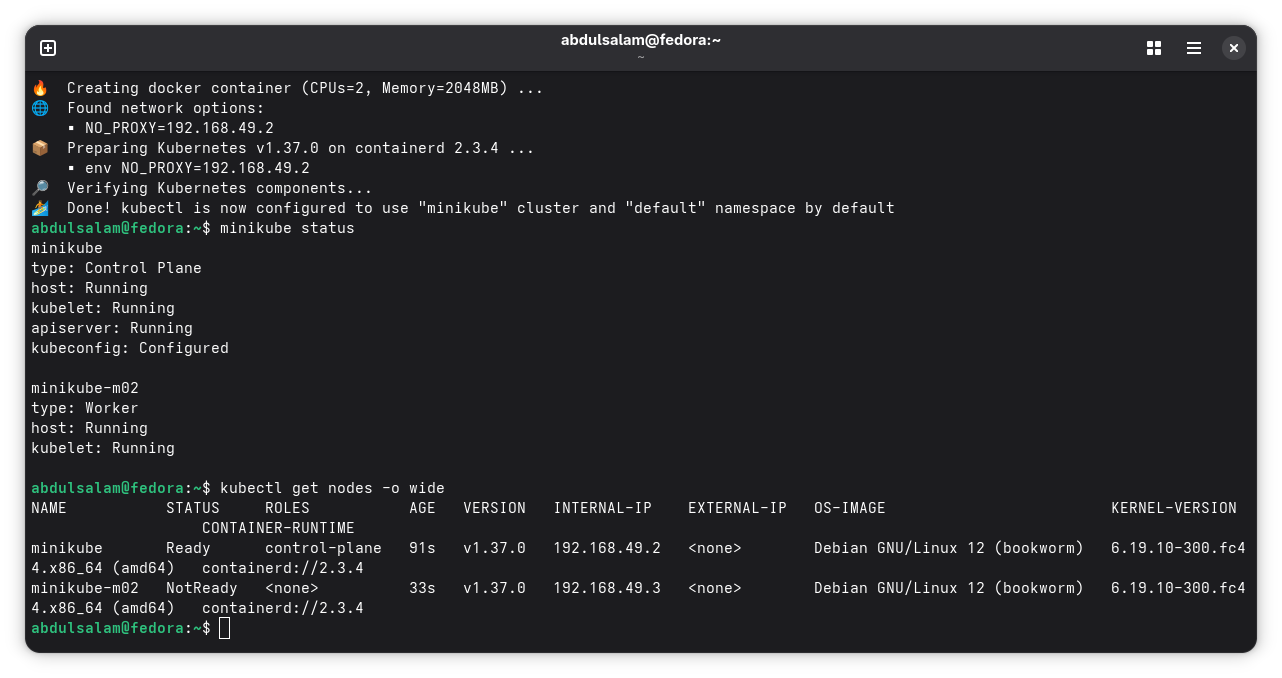 abdulsalam@fedora:~
~
Creating docker container (CPUs=2, Memory=2048MB) ...
Found network options:
▪ NO_PROXY=192.168.49.2
Preparing Kubernetes v1.37.0 on containerd 2.3.4 ...
▪ env NO_PROXY=192.168.49.2
Verifying Kubernetes components...
Done! kubectl is now configured to use "minikube" cluster and "default" namespace by default
abdulsalam@fedora:~$ minikube status
minikube
type: Control Plane
host: Running
kubelet: Running
apiserver: Running
kubeconfig: Configured
minikube-m02
type: Worker
host: Running
kubelet: Running
abdulsalam@fedora:~$ kubectl get nodes -o wide
NAME           STATUS     ROLES           AGE   VERSION   INTERNAL-IP    EXTERNAL-IP   OS-IMAGE                         KERNEL-VERSION
                   CONTAINER-RUNTIME
minikube       Ready      control-plane   91s   v1.37.0   192.168.49.2   <none>        Debian GNU/Linux 12 (bookworm)   6.19.10-300.fc4
4.x86_64 (amd64)   containerd://2.3.4
minikube-m02   NotReady   <none>          33s   v1.37.0   192.168.49.3   <none>        Debian GNU/Linux 12 (bookworm)   6.19.10-300.fc4
4.x86_64 (amd64)   containerd://2.3.4
abdulsalam@fedora:~$